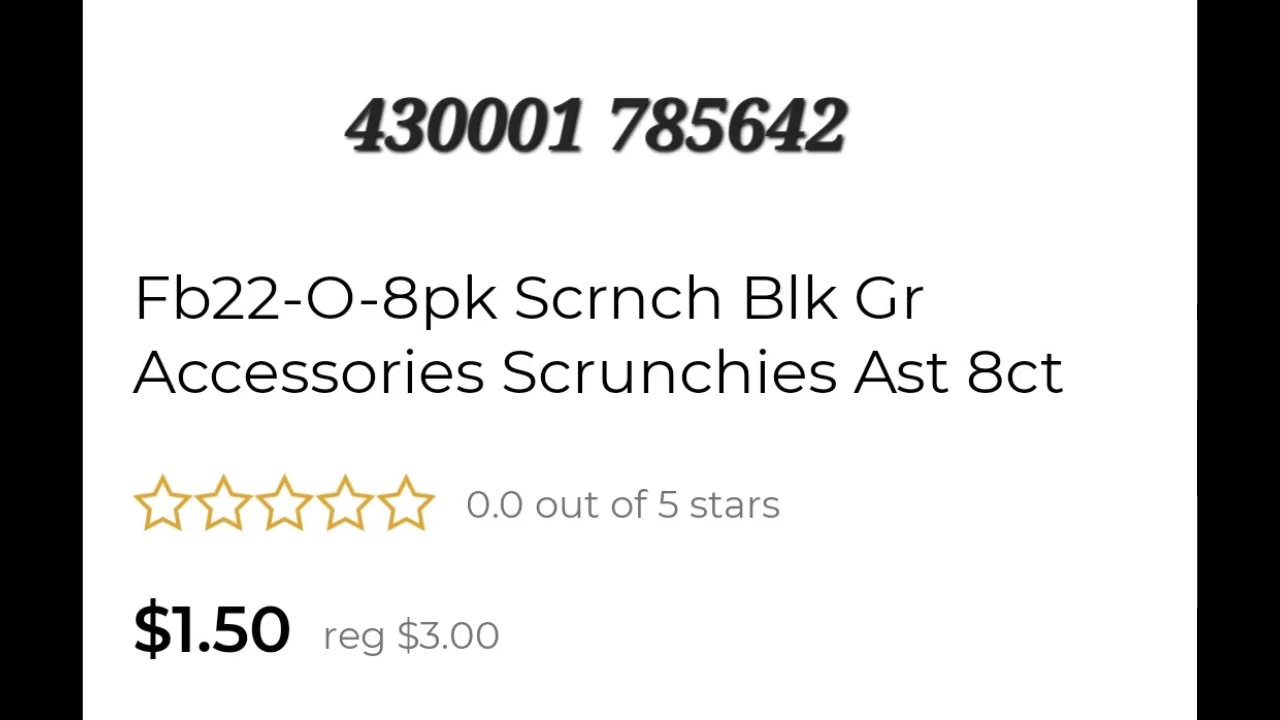 430001 785642
Fb22-O-8pk Scrnch Blk Gr
Accessories Scrunchies Ast 8ct
0.0 out of 5 stars
$1.50 reg $3.00